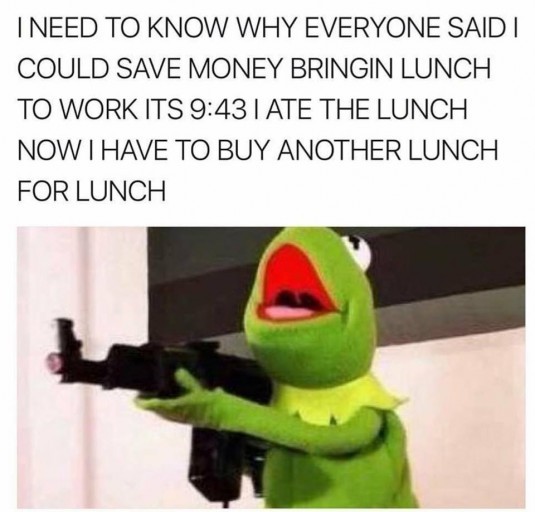 I NEED TO KNOW WHY EVERYONE SAID I
COULD SAVE MONEY BRINGIN LUNCH
TO WORK ITS 9:43 I ATE THE LUNCH
NOW I HAVE TO BUY ANOTHER LUNCH
FOR LUNCH